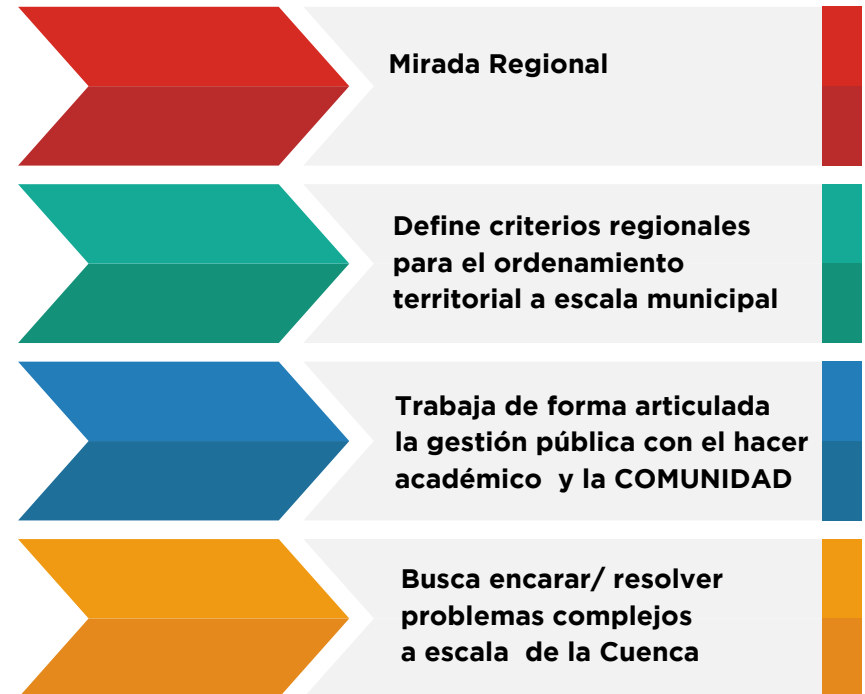 Mirada Regional
Define criterios regionales
para el ordenamiento
territorial a escala municipal
Trabaja de forma articulada
la gestión pública con el hacer
académico y la COMUNIDAD
Busca encarar/ resolver
problemas complejos
a escala de la Cuenca